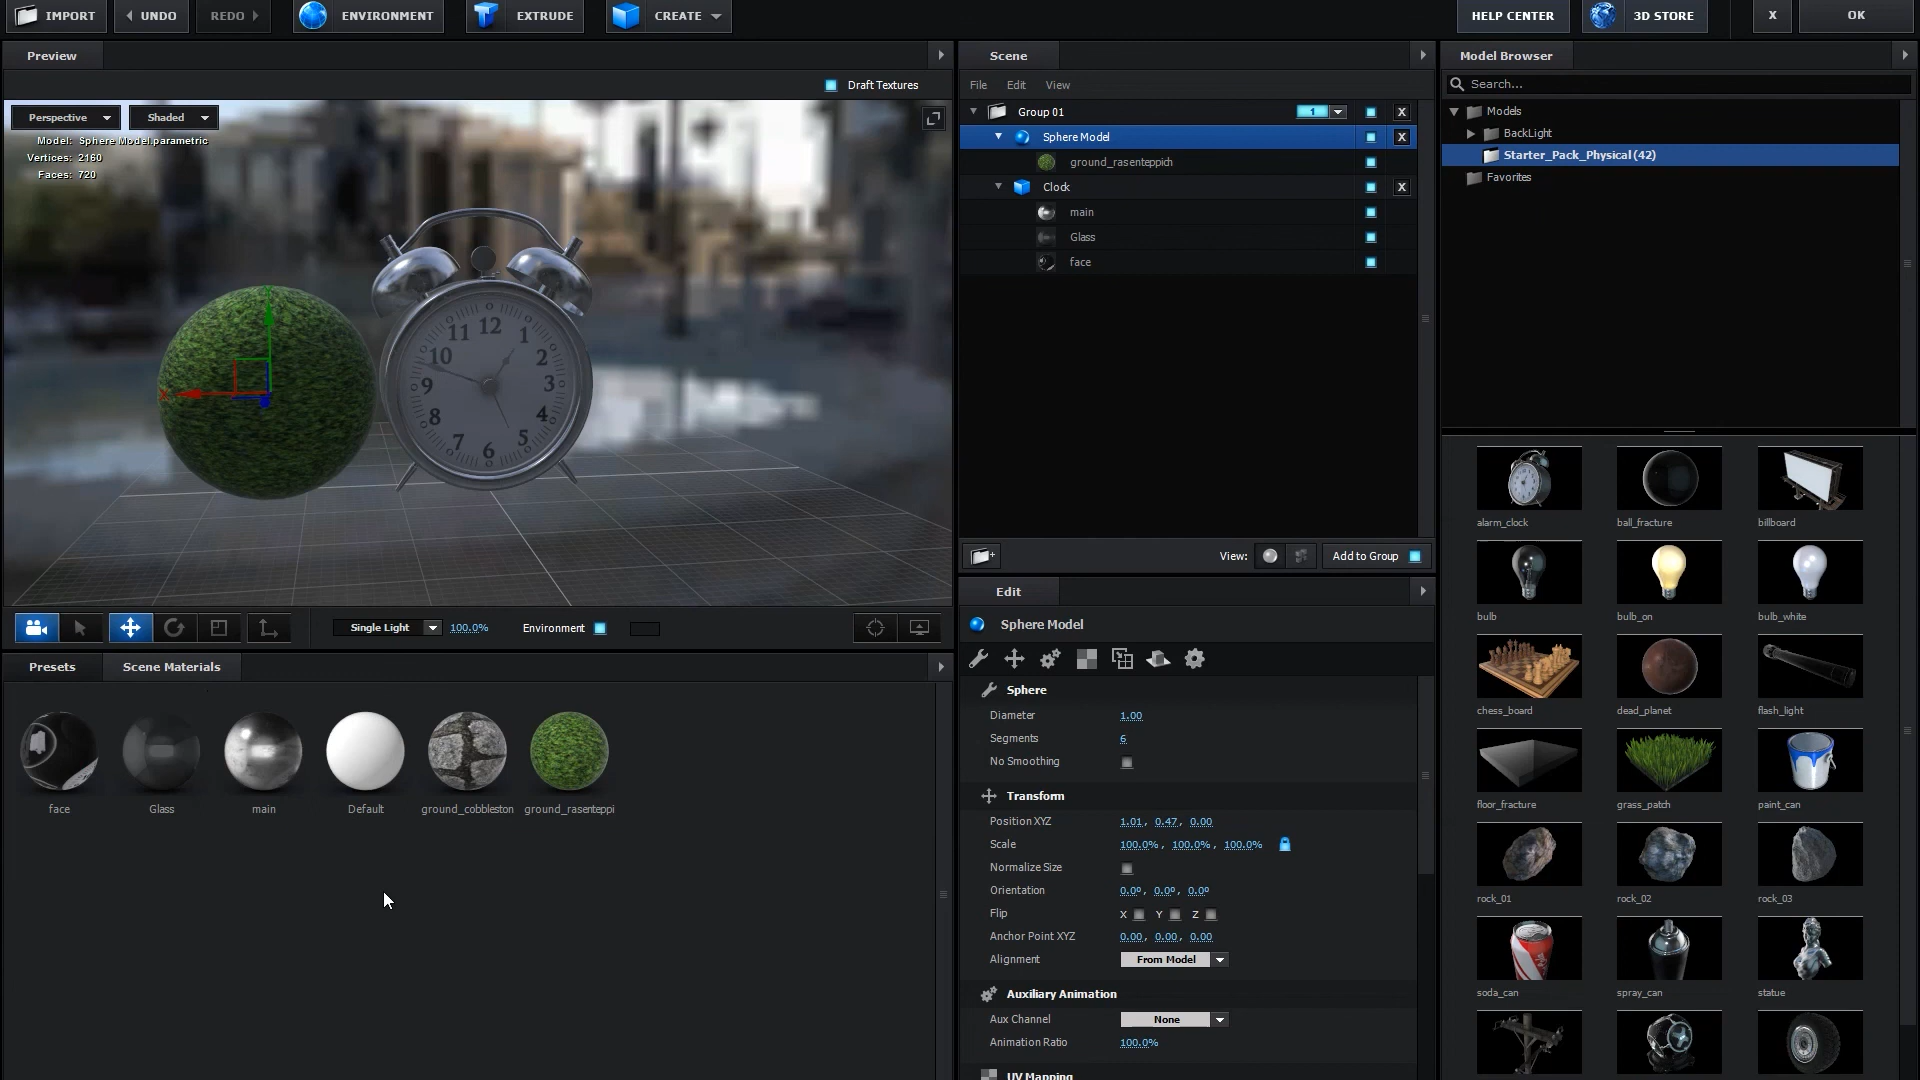 IMPORT
UNDO
REDO
ENVIRONMENT
EXTRUDE
CREATE
HELP CENTER
3D STORE
X
OK
Preview
Draft Textures
Perspective
Shaded
Model: Sphere Model.parametric
Vertices: 2160
Faces: 720
12
11
1
10
2
9
3
8
4
7
5
6
X
Single Light
100.0%
Environment
Presets
Scene Materials
face
Glass
main
Default
ground_cobbleston
ground_rasenteppi
Scene
File
Edit
View
Group 01
1
X
Sphere Model
X
ground_rasenteppich
Clock
X
main
Glass
face
View:
Add to Group
Edit
Sphere Model
Sphere
Diameter 1.00
Segments 6
No Smoothing
Transform
Position XYZ 1.01, 0.47, 0.00
Scale 100.0%, 100.0%, 100.0%
Normalize Size
Orientation 0.0º, 0.0º, 0.0º
Flip X Y Z
Anchor Point XYZ 0.00, 0.00, 0.00
Alignment From Model
Auxiliary Animation
Aux Channel None
Animation Ratio 100.0%
UV Mapping
Model Browser
Search...
Models
BackLight
Starter_Pack_Physical (42)
Favorites
alarm_clock
ball_fracture
billboard
bulb
bulb_on
bulb_white
chess_board
dead_planet
flash_light
floor_fracture
grass_patch
paint_can
rock_01
rock_02
rock_03
soda_can
spray_can
statue